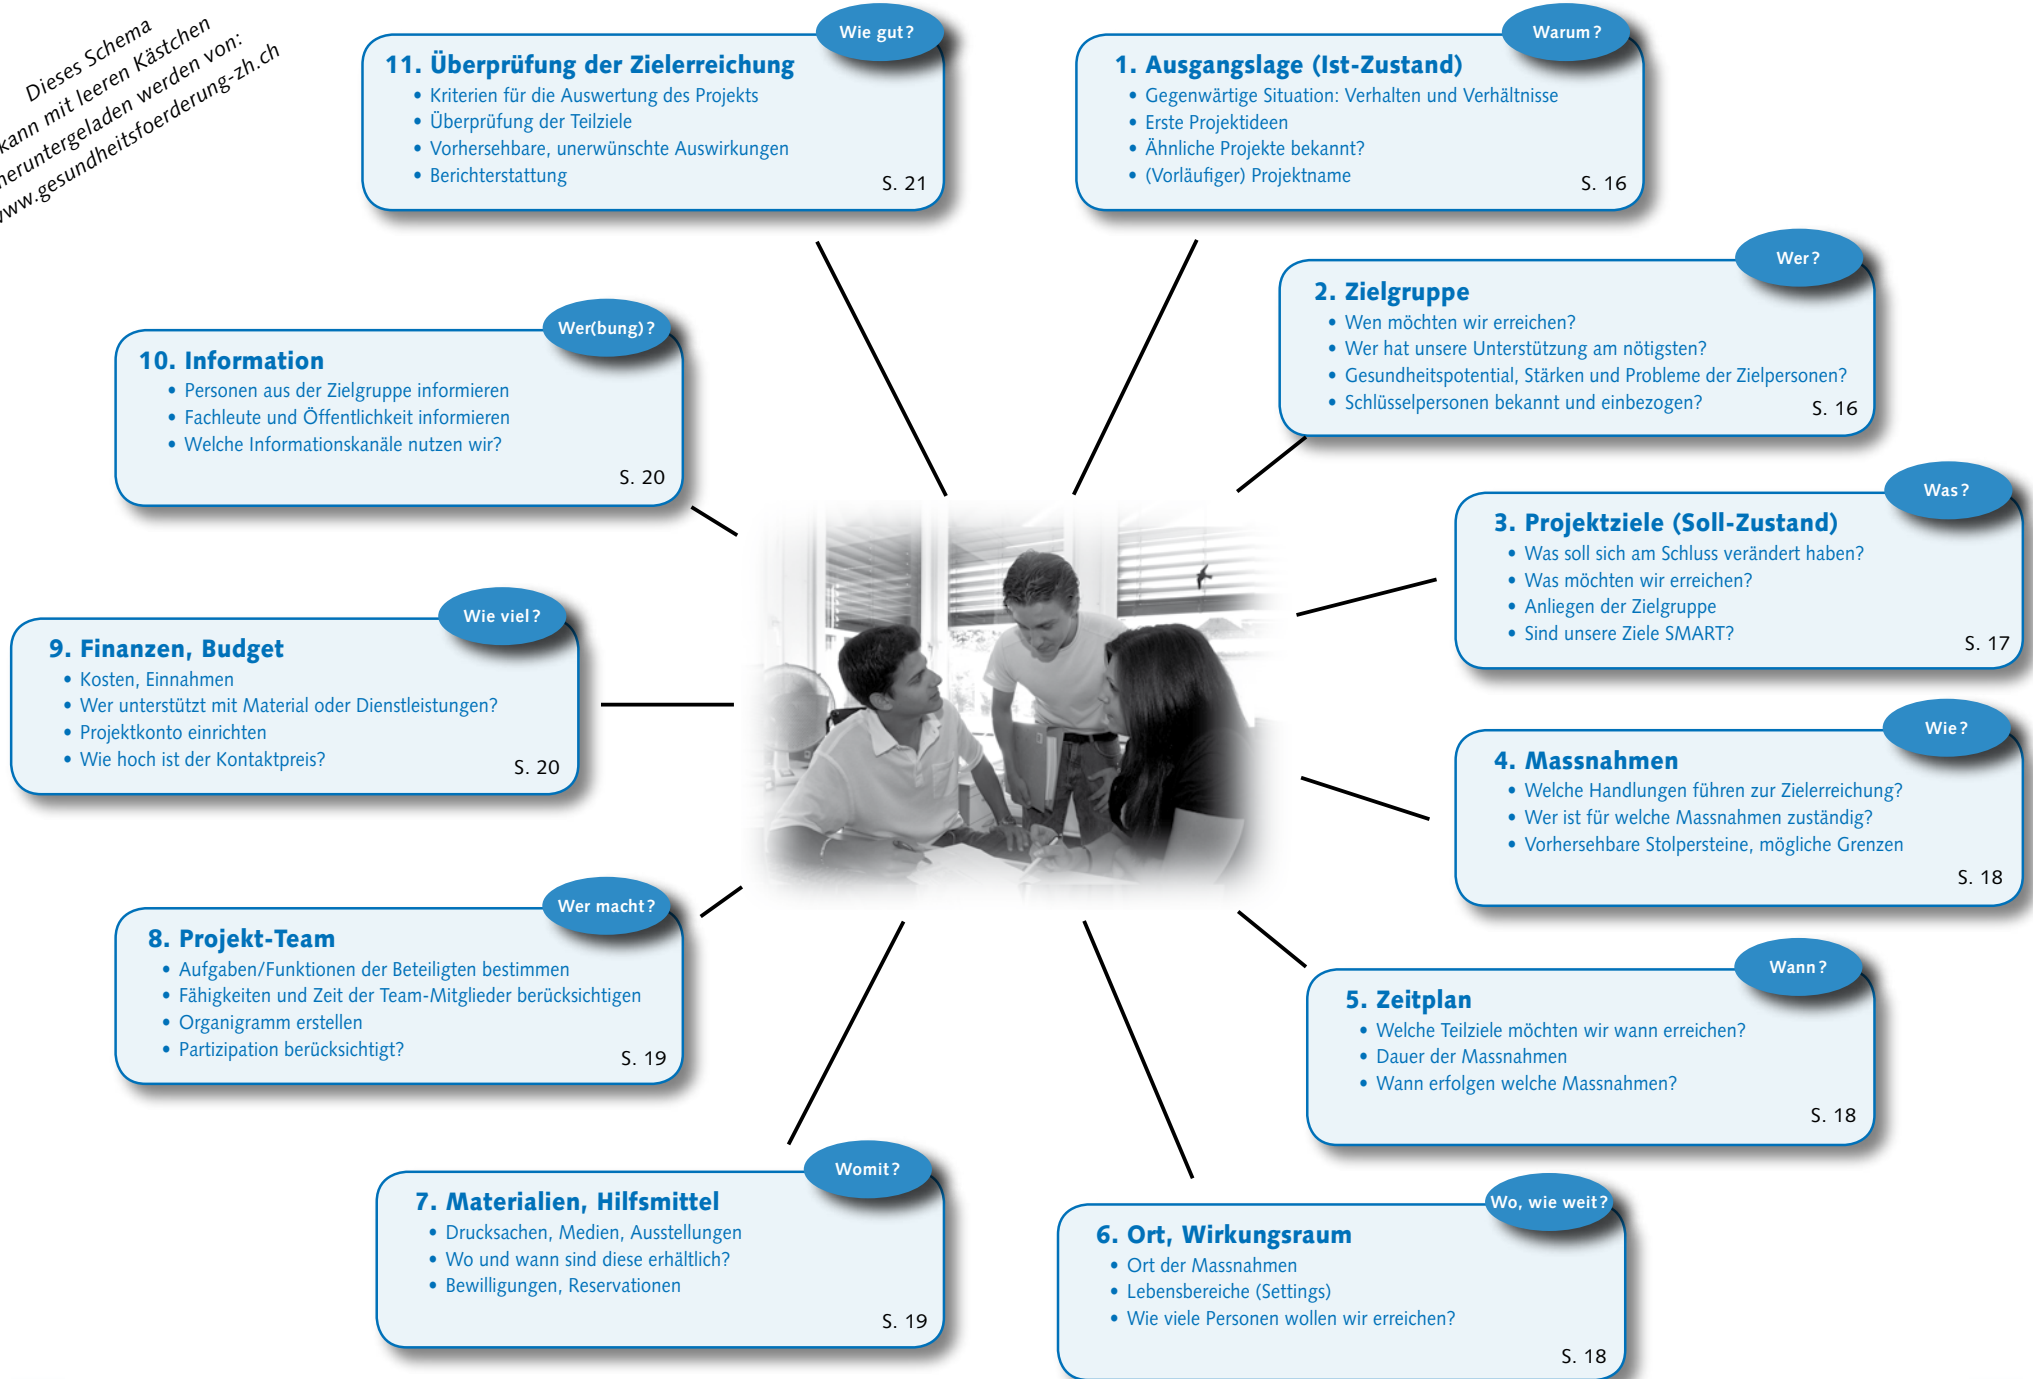 Dieses Schema
kann mit leeren Kästchen
heruntergeladen werden von:
www.gesundheitsfoerderung-zh.ch
Warum?
1. Ausgangslage (Ist-Zustand)
• Gegenwärtige Situation: Verhalten und Verhältnisse
• Erste Projektideen
• Ähnliche Projekte bekannt?
• (Vorläufiger) Projektname
S. 16
Wer?
2. Zielgruppe
• Wen möchten wir erreichen?
• Wer hat unsere Unterstützung am nötigsten?
• Gesundheitspotential, Stärken und Probleme der Zielpersonen?
• Schlüsselpersonen bekannt und einbezogen?
S. 16
Was?
3. Projektziele (Soll-Zustand)
• Was soll sich am Schluss verändert haben?
• Was möchten wir erreichen?
• Anliegen der Zielgruppe
• Sind unsere Ziele SMART?
S. 17
Wie?
4. Massnahmen
• Welche Handlungen führen zur Zielerreichung?
• Wer ist für welche Massnahmen zuständig?
• Vorhersehbare Stolpersteine, mögliche Grenzen
S. 18
Wann?
5. Zeitplan
• Welche Teilziele möchten wir wann erreichen?
• Dauer der Massnahmen
• Wann erfolgen welche Massnahmen?
S. 18
Wo, wie weit?
6. Ort, Wirkungsraum
• Ort der Massnahmen
• Lebensbereiche (Settings)
• Wie viele Personen wollen wir erreichen?
S. 18
Womit?
7. Materialien, Hilfsmittel
• Drucksachen, Medien, Ausstellungen
• Wo und wann sind diese erhältlich?
• Bewilligungen, Reservationen
S. 19
Wer macht?
8. Projekt-Team
• Aufgaben/Funktionen der Beteiligten bestimmen
• Fähigkeiten und Zeit der Team-Mitglieder berücksichtigen
• Organigramm erstellen
• Partizipation berücksichtigt?
S. 19
Wie viel?
9. Finanzen, Budget
• Kosten, Einnahmen
• Wer unterstützt mit Material oder Dienstleistungen?
• Projektkonto einrichten
• Wie hoch ist der Kontaktpreis?
S. 20
Wer(bung)?
10. Information
• Personen aus der Zielgruppe informieren
• Fachleute und Öffentlichkeit informieren
• Welche Informationskanäle nutzen wir?
S. 20
Wie gut?
11. Überprüfung der Zielerreichung
• Kriterien für die Auswertung des Projekts
• Überprüfung der Teilziele
• Vorhersehbare, unerwünschte Auswirkungen
• Berichterstattung
S. 21